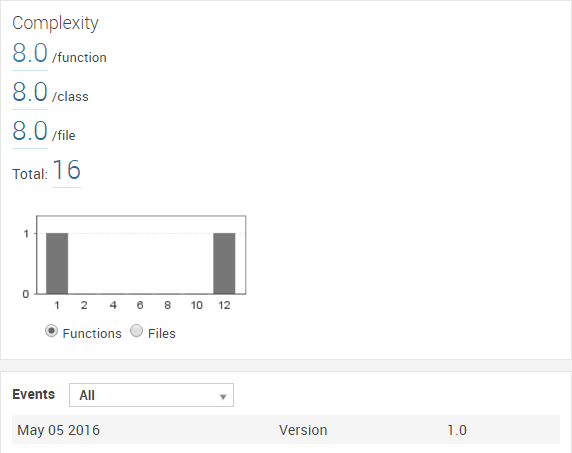 Complexity
8.0 /function
8.0 /class
8.0 /file
Total: 16
1
0
1 2 4 6 8 10 12
Functions Files
Events All
May 05 2016 Version 1.0